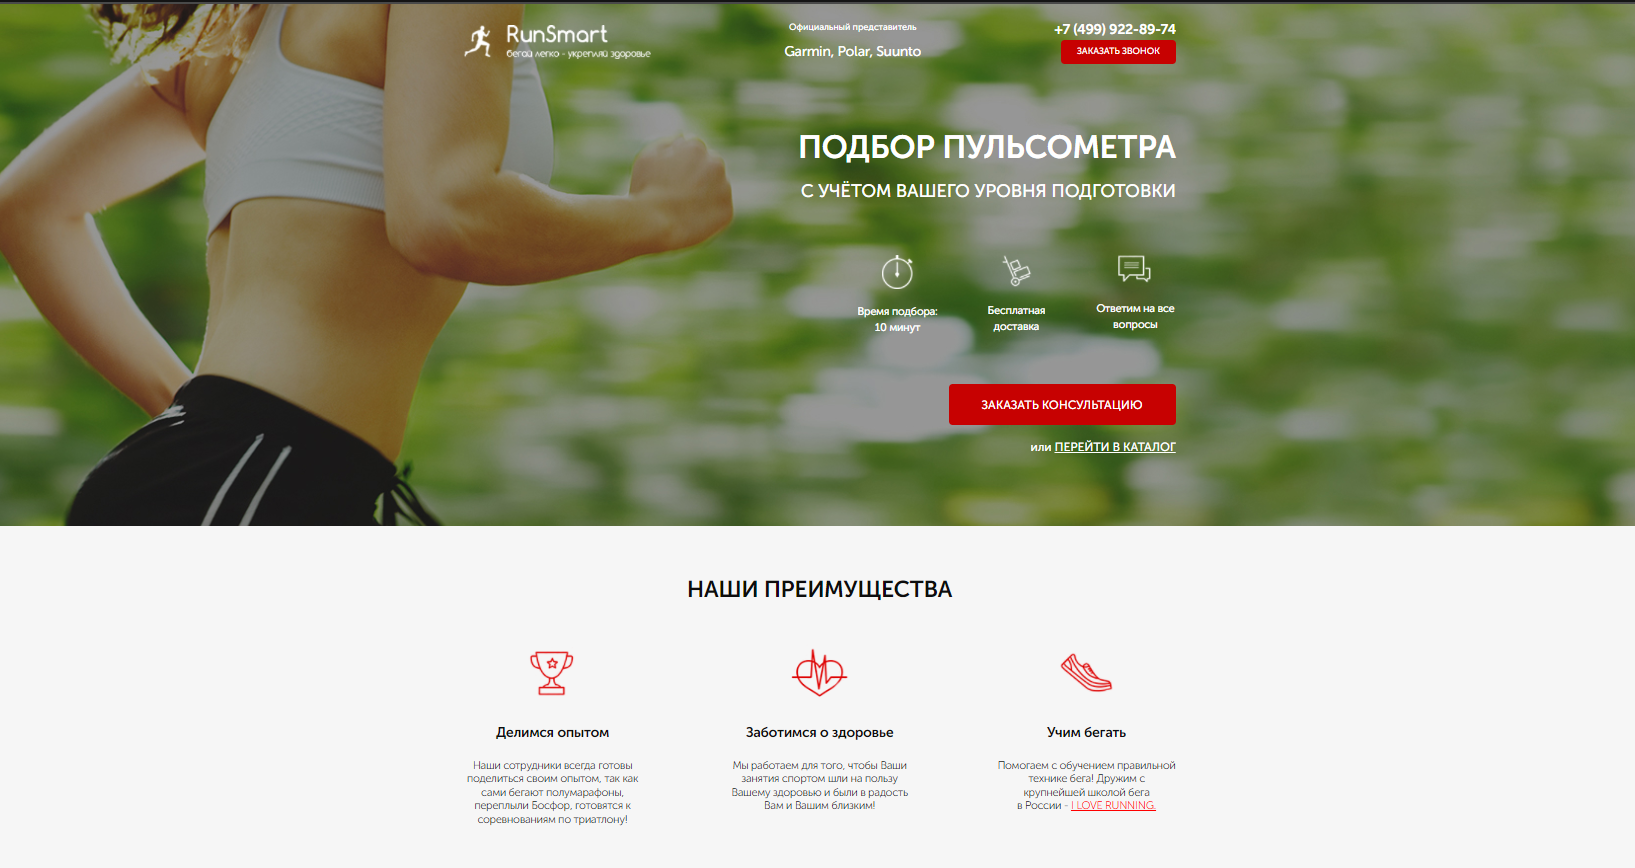 RunSmart
бегай легко - укрепляй здоровье
Официальный представитель
Garmin, Polar, Suunto
+7 (499) 922-89-74
ЗАКАЗАТЬ ЗВОНОК
ПОДБОР ПУЛЬСОМЕТРА
С УЧЁТОМ ВАШЕГО УРОВНЯ ПОДГОТОВКИ
Время подбора:
10 минут
Бесплатная
доставка
Ответим на все
вопросы
ЗАКАЗАТЬ КОНСУЛЬТАЦИЮ
или ПЕРЕЙТИ В КАТАЛОГ
НАШИ ПРЕИМУЩЕСТВА
Делимся опытом
Наши сотрудники всегда готовы
поделиться своим опытом, так как
сами бегают полумарафоны,
переплыли Босфор, готовятся к
соревнованиям по триатлону!
Заботимся о здоровье
Мы работаем для того, чтобы Ваши
занятия спортом шли на пользу
Вашему здоровью и были в радость
Вам и Вашим близким!
Учим бегать
Помогаем с обучением правильной
технике бега! Дружим с
крупнейшей школой бега
в России - I LOVE RUNNING.